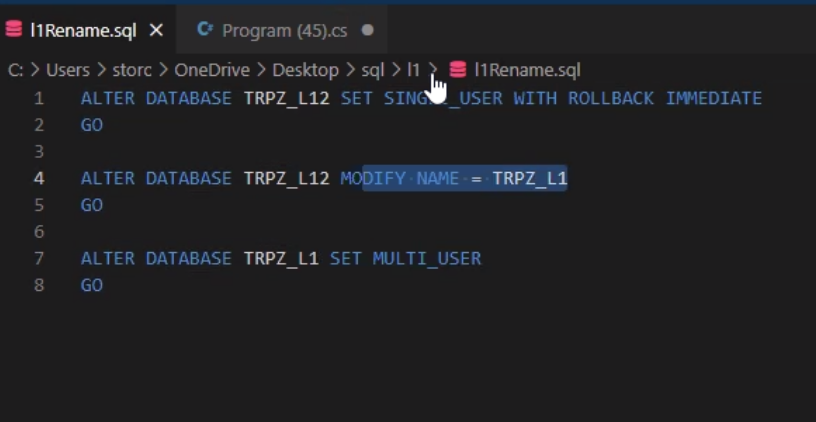 l1Rename.sql Program (45).cs
C: > Users > storc > OneDrive > Desktop > sql > l1 > l1Rename.sql
1 ALTER DATABASE TRPZ_L12 SET _USER WITH ROLLBACK IMMEDIATE
2 GO
3
4 ALTER DATABASE TRPZ_L12 MODIFY NAME = TRPZ_L1
5 GO
6
7 ALTER DATABASE TRPZ_L1 SET MULTI_USER
8 GO